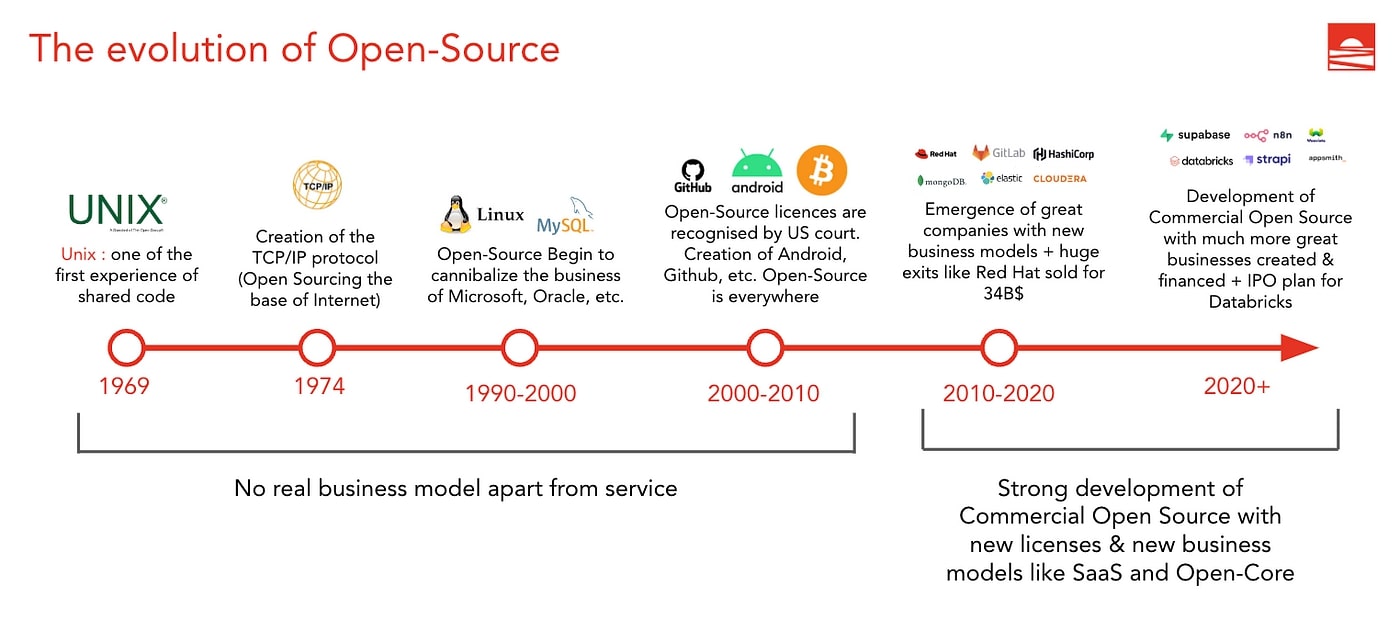 The evolution of Open-Source
UNIX®
Unix : one of the
first experience of
shared code
1969
TCP/IP
Creation of the
TCP/IP protocol
(Open Sourcing the
base of Internet)
1974
Linux
MySQL
Open-Source Begin to
cannibalize the business
of Microsoft, Oracle, etc.
1990-2000
GitHub
android
Open-Source licences are
recognised by US court.
Creation of Android,
Github, etc. Open-Source
is everywhere
2000-2010
Red Hat GitLab HashiCorp
mongoDB. elastic CLOUDERA
Emergence of great
companies with new
business models + huge
exits like Red Hat sold for
34B$
2010-2020
supabase n8n
databricks strapi appsmith_
Development of
Commercial Open Source
with much more great
businesses created &
financed + IPO plan for
Databricks
2020+
No real business model apart from service
Strong development of
Commercial Open Source with
new licenses & new business
models like SaaS and Open-Core